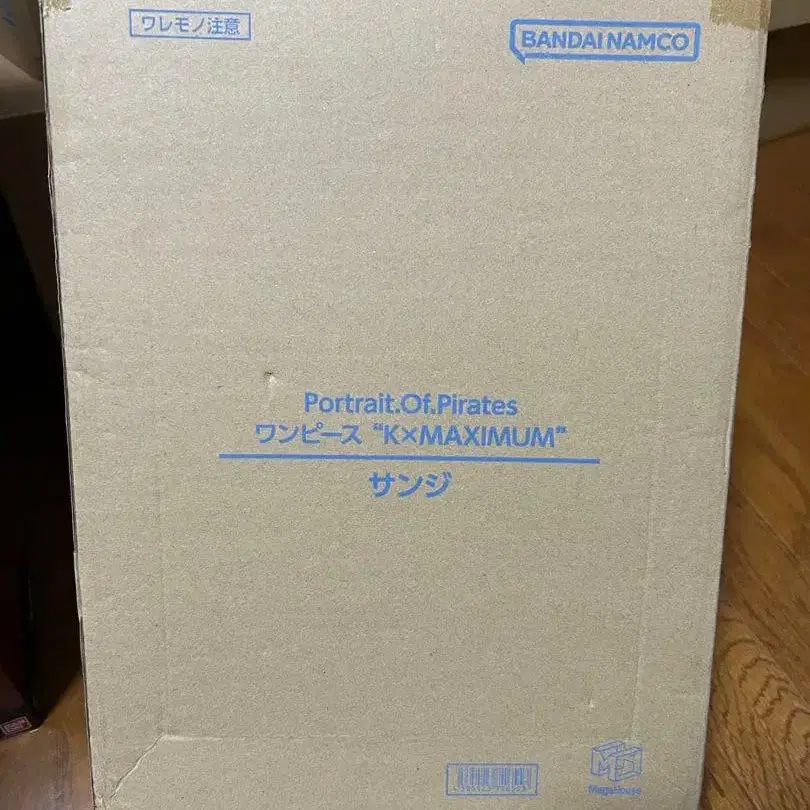 ワレモノ注意
BANDAI NAMCO
Portrait.Of.Pirates
ワンピース "K×MAXIMUM"
サンジ
MegaHouse